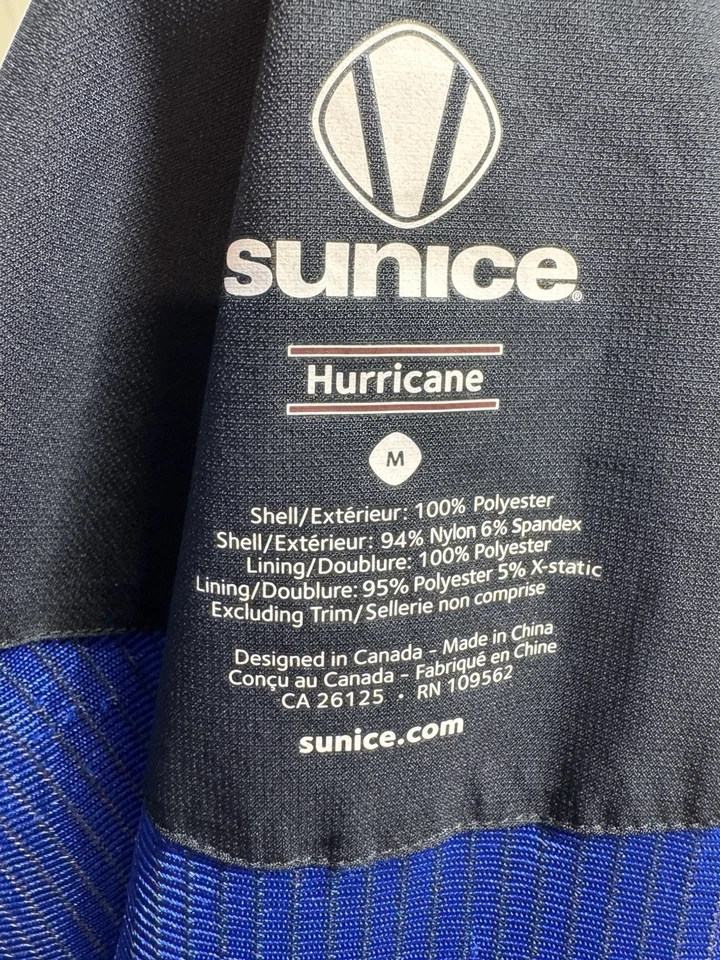 sunice®
Hurricane
M
Shell/Extérieur: 100% Polyester
Shell/Extérieur: 94% Nylon 6% Spandex
Lining/Doublure: 100% Polyester
Lining/Doublure: 95% Polyester 5% X-static
Excluding Trim/Sellerie non comprise
Designed in Canada - Made in China
Conçu au Canada - Fabriqué en Chine
CA 26125 · RN 109562
sunice.com